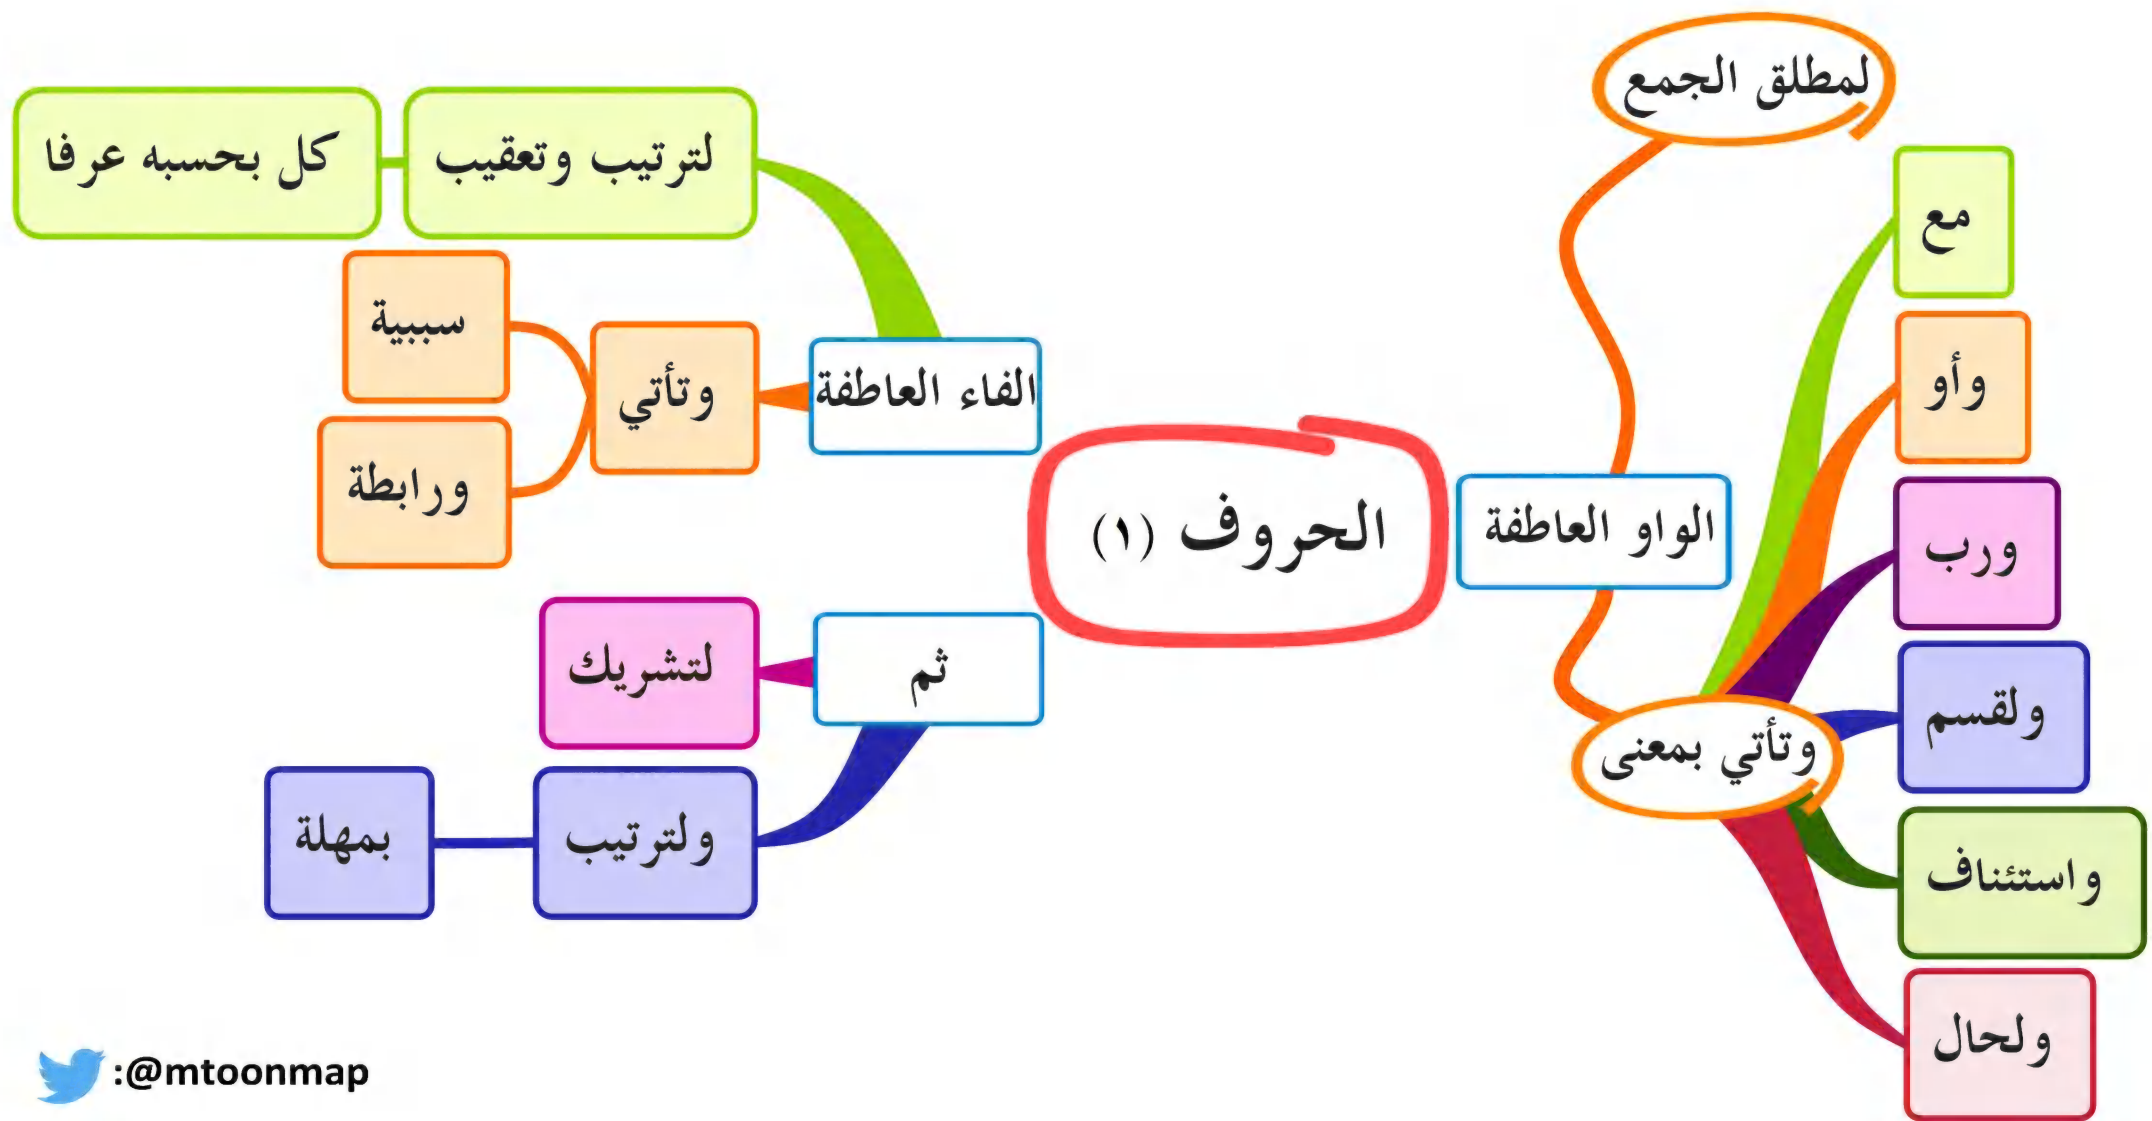 الحروف (١)
الواو العاطفة
لمطلق الجمع
وتأتي بمعنى
مع
وأو
ورب
ولقسم
واستئناف
ولحال
الفاء العاطفة
لترتيب وتعقيب
كل بحسبه عرفا
وتأتي
سببية
ورابطة
ثم
لتشريك
ولترتيب
بمهلة
:@mtoonmap